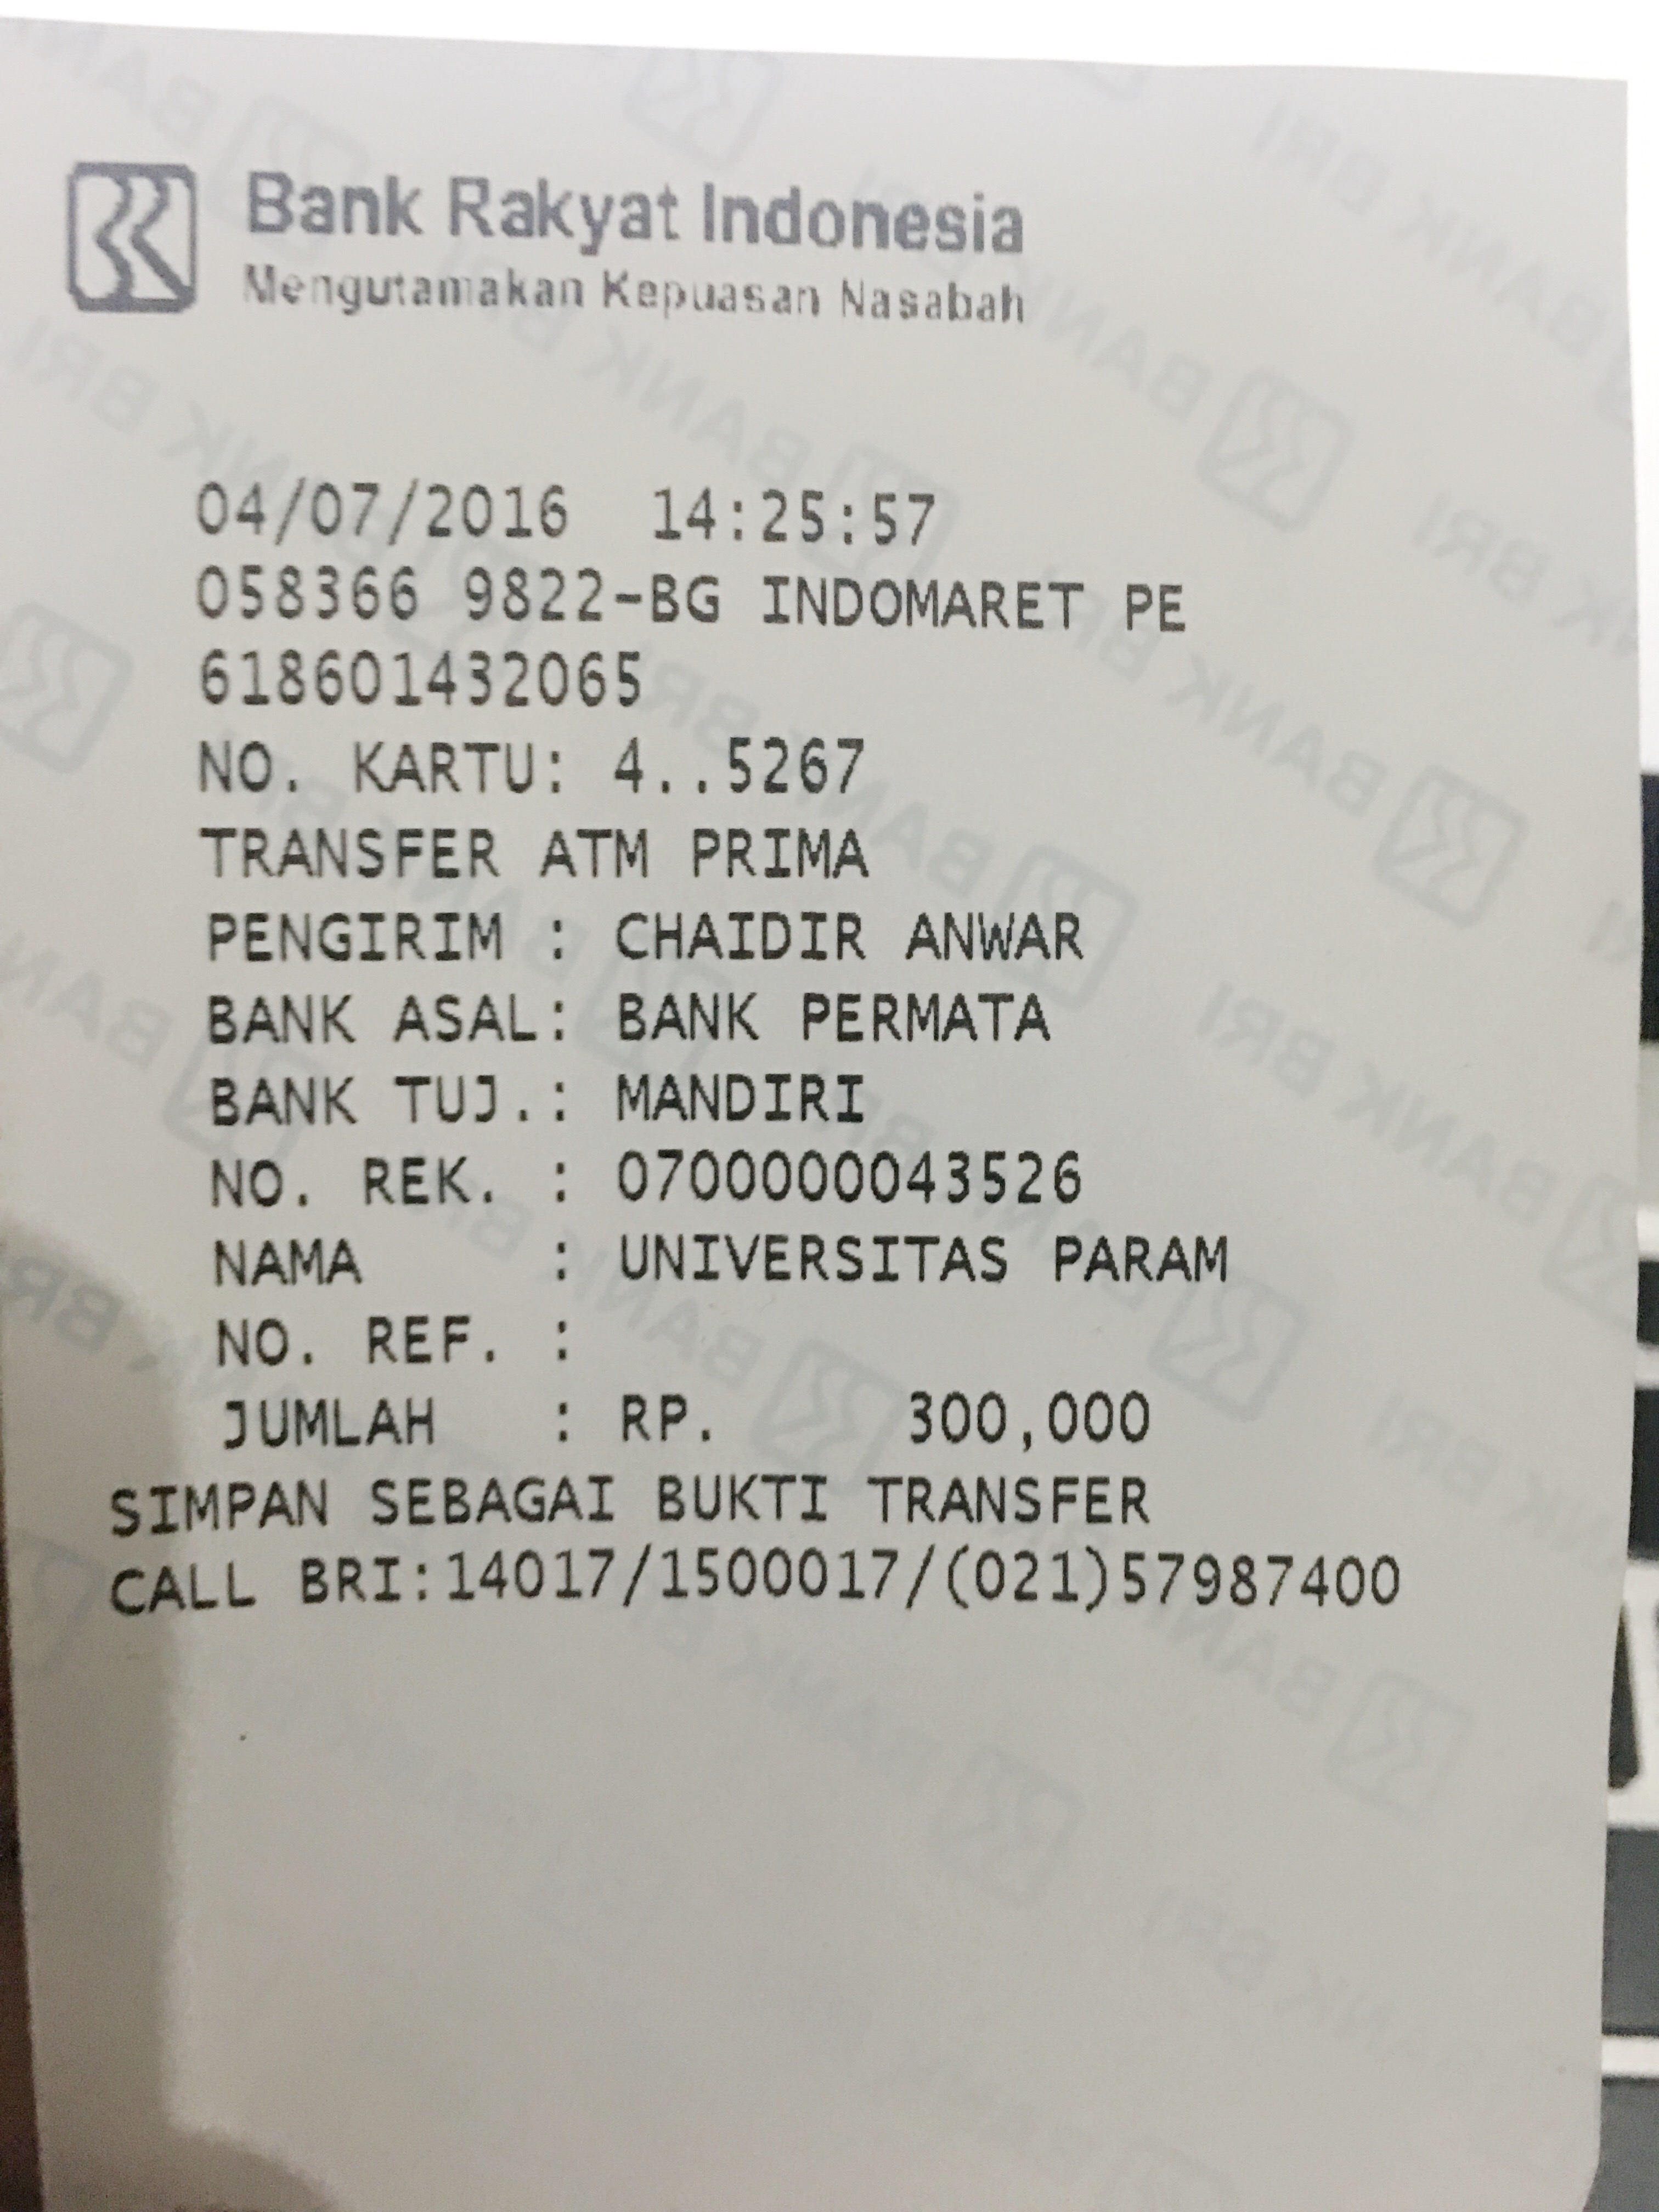 Bank Rakyat Indonesia
Mengutamakan Kepuasan Nasabah
04/07/2016 14:25:57
058366 9822-BG INDOMARET PE
618601432065
NO. KARTU: 4..5267
TRANSFER ATM PRIMA
PENGIRIM : CHAIDIR ANWAR
BANK ASAL: BANK PERMATA
BANK TUJ.: MANDIRI
NO. REK. : 0700000043526
NAMA : UNIVERSITAS PARAM
NO. REF. :
JUMLAH : RP. 300,000
SIMPAN SEBAGAI BUKTI TRANSFER
CALL BRI:14017/1500017/(021)57987400